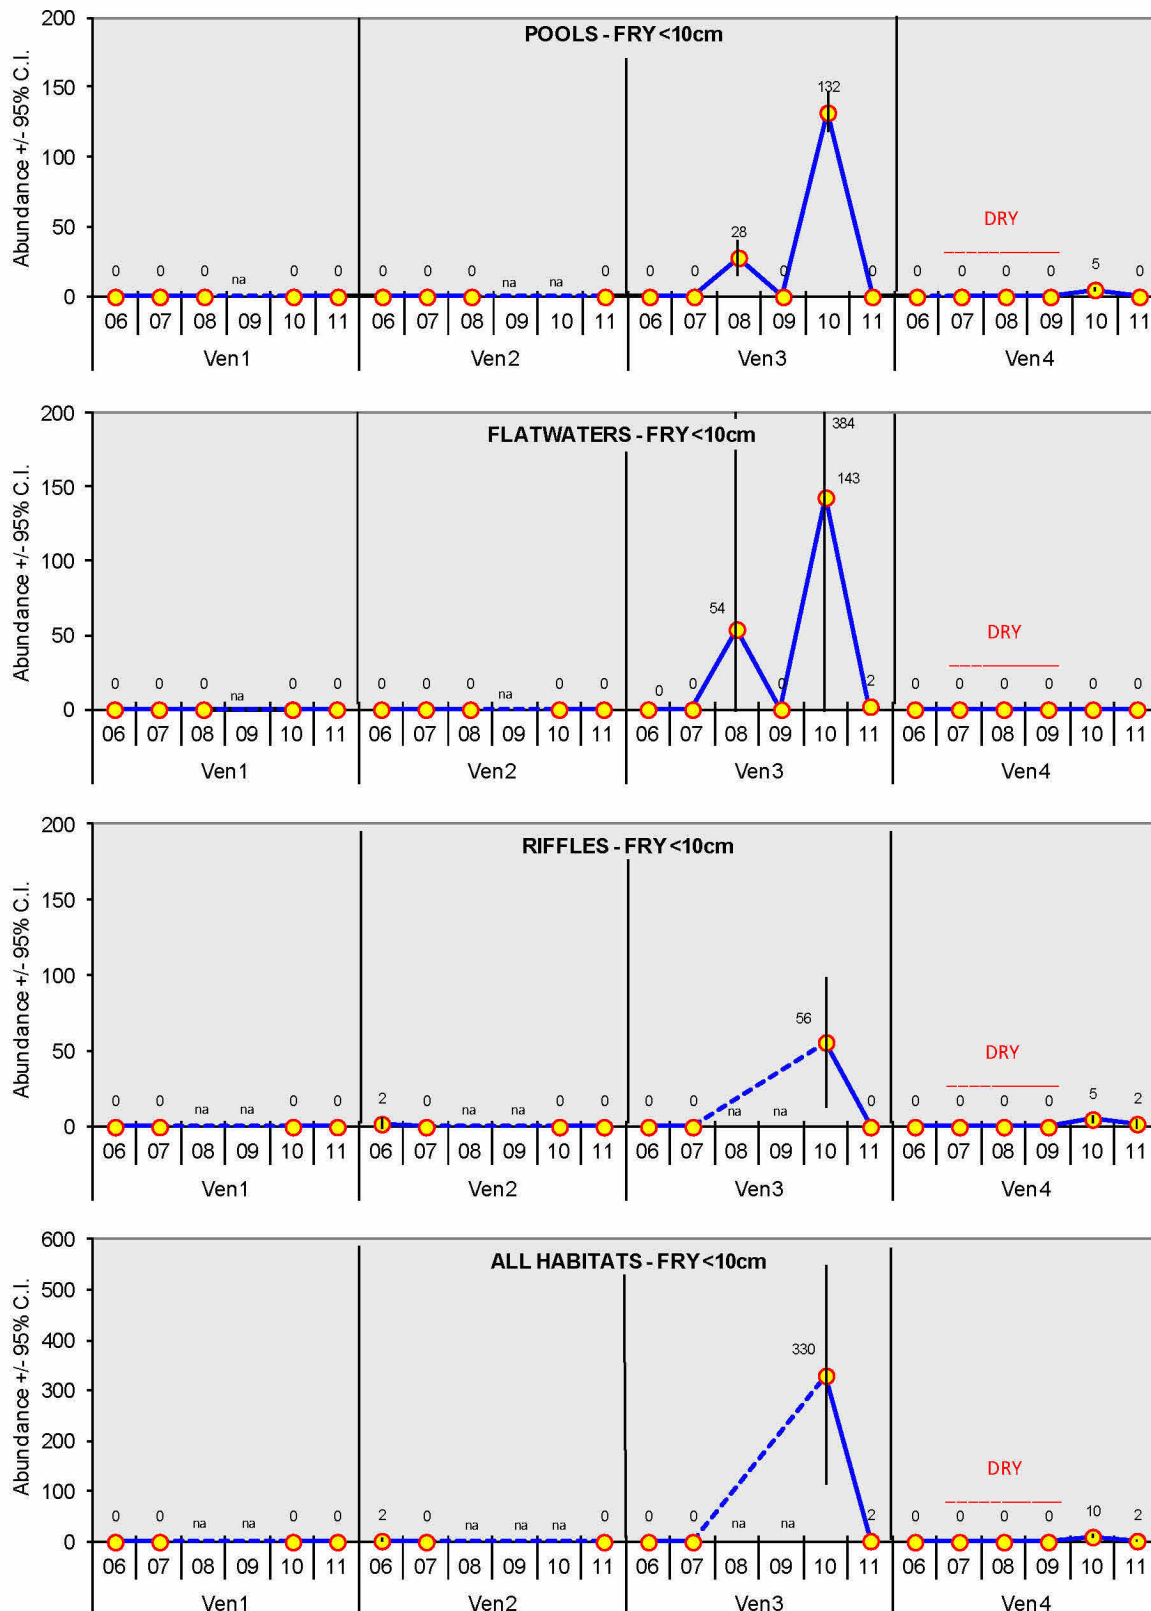 POOLS - FRY <10cm
Abundance +/- 95% C.I.
200
150
100
50
0
132
28
DRY
0 0 0 na 0 0 0 0 0 na na 0 0 0 0 0 0 0 0 0 5 0
06 07 08 09 10 11 06 07 08 09 10 11 06 07 08 09 10 11 06 07 08 09 10 11
Ven1 Ven2 Ven3 Ven4
FLATWATERS - FRY <10cm
Abundance +/- 95% C.I.
200
150
100
50
0
384
143
54
DRY
0 0 0 na 0 0 0 0 0 na 0 0 0 0 0 2 0 0 0 0 0 0
06 07 08 09 10 11 06 07 08 09 10 11 06 07 08 09 10 11 06 07 08 09 10 11
Ven1 Ven2 Ven3 Ven4
RIFFLES - FRY <10cm
Abundance +/- 95% C.I.
200
150
100
50
0
56
DRY
0 0 na na 0 0 2 0 na na 0 0 0 0 na na 0 0 0 0 0 5 2
06 07 08 09 10 11 06 07 08 09 10 11 06 07 08 09 10 11 06 07 08 09 10 11
Ven1 Ven2 Ven3 Ven4
ALL HABITATS - FRY <10cm
Abundance +/- 95% C.I.
600
500
400
300
200
100
0
330
DRY
0 0 na na 0 0 2 0 na na na 0 0 0 na na 2 0 0 0 0 10 2
06 07 08 09 10 11 06 07 08 09 10 11 06 07 08 09 10 11 06 07 08 09 10 11
Ven1 Ven2 Ven3 Ven4